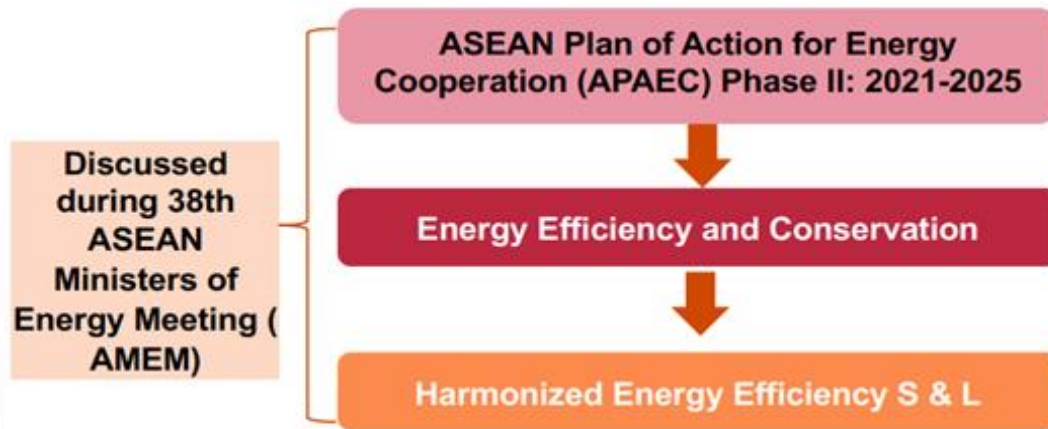 ASEAN Plan of Action for Energy
Cooperation (APAEC) Phase II: 2021-2025
Discussed
during 38th
ASEAN
Ministers of
Energy Meeting (
AMEM)
Energy Efficiency and Conservation
Harmonized Energy Efficiency S & L